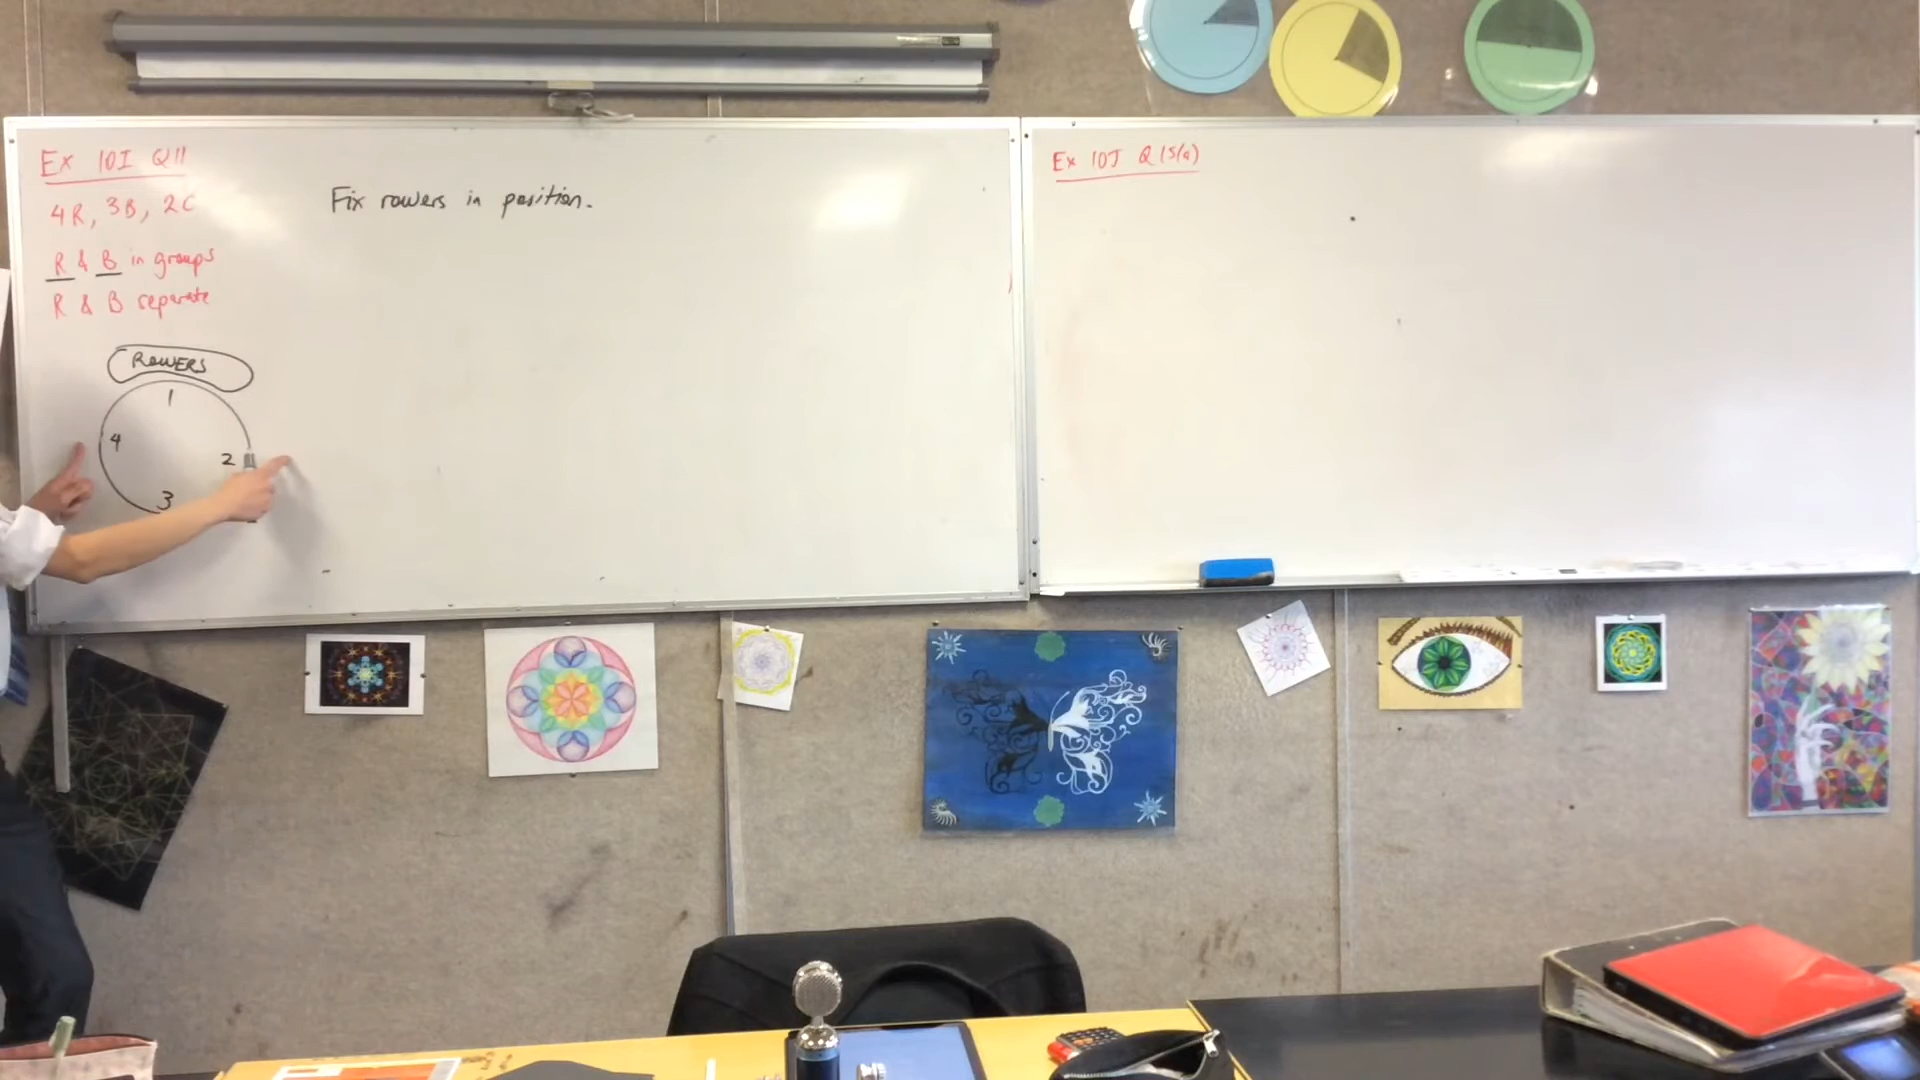 Ex 10I Q11
4R, 3B, 2C
R & B in groups
R & B separate
ROWERS
1
4
2
3
Fix rowers in position.
Ex 10J Q15(a)